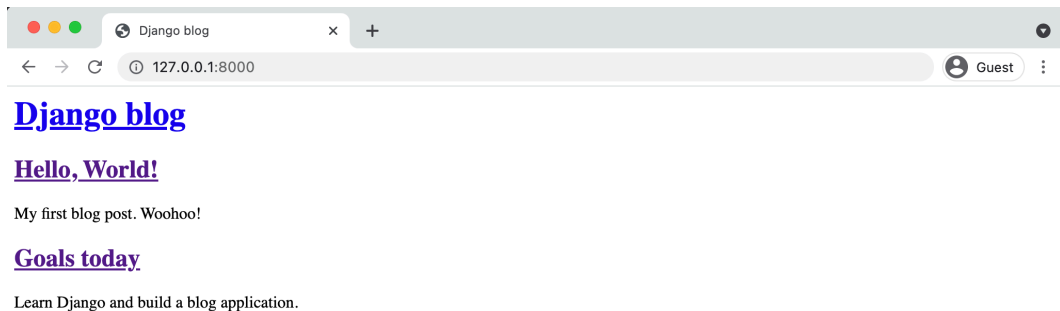 Django blog
127.0.0.1:8000
Guest
Django blog
Hello, World!
My first blog post. Woohoo!
Goals today
Learn Django and build a blog application.